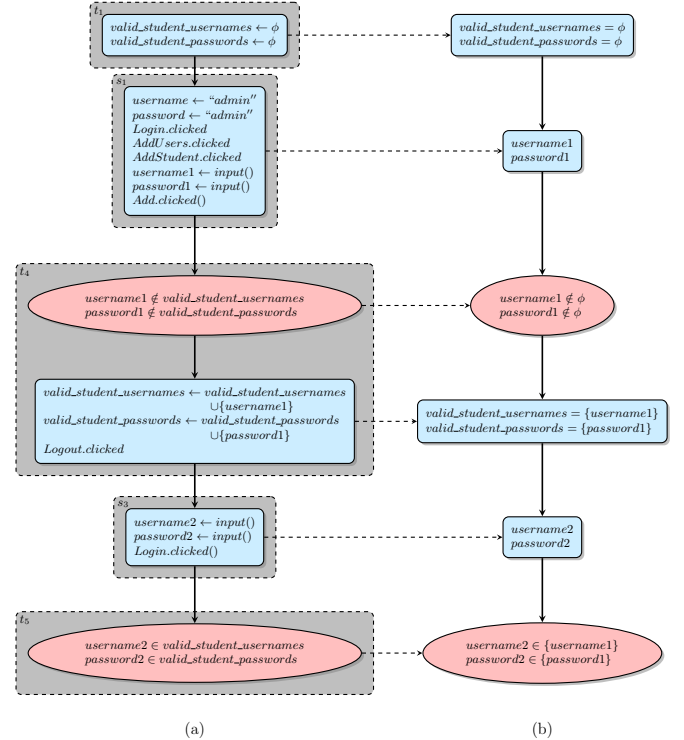 t₁
valid_student_usernames ← ϕ
valid_student_passwords ← ϕ
valid_student_usernames = ϕ
valid_student_passwords = ϕ
s₁
username ← “admin”
password ← “admin”
Login.clicked
AddUsers.clicked
AddStudent.clicked
username1 ← input()
password1 ← input()
Add.clicked()
username1
password1
t₄
username1 ∉ valid_student_usernames
password1 ∉ valid_student_passwords
username1 ∉ ϕ
password1 ∉ ϕ
valid_student_usernames ← valid_student_usernames
∪{username1}
valid_student_passwords ← valid_student_passwords
∪{password1}
Logout.clicked
valid_student_usernames = {username1}
valid_student_passwords = {password1}
s₃
username2 ← input()
password2 ← input()
Login.clicked()
username2
password2
t₅
username2 ∈ valid_student_usernames
password2 ∈ valid_student_passwords
username2 ∈ {username1}
password2 ∈ {password1}
(a)
(b)